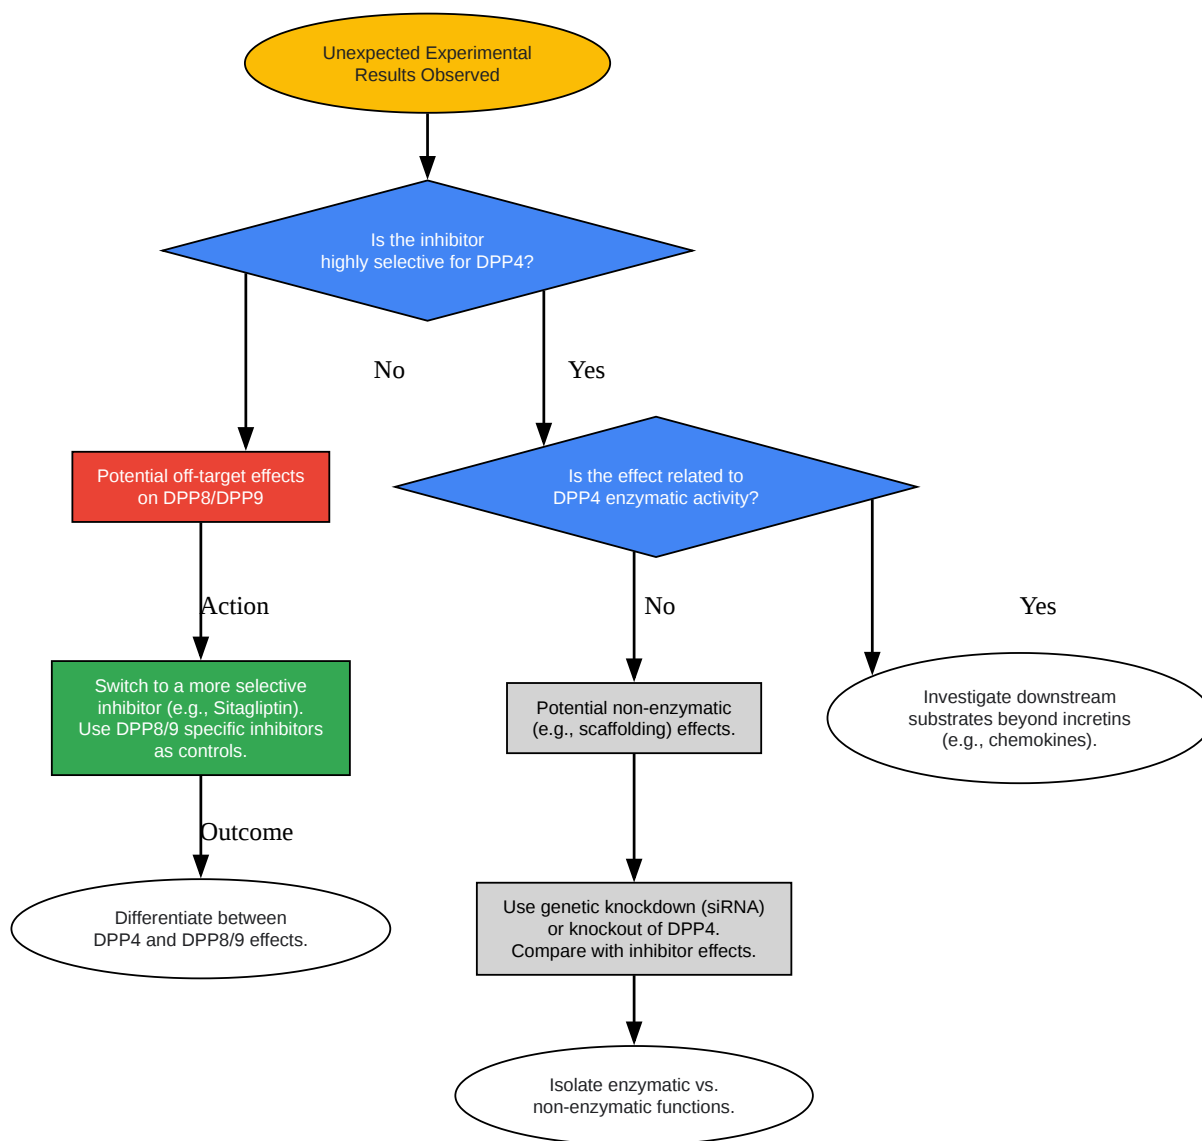 Unexpected Experimental
Results Observed
Is the inhibitor
highly selective for DPP4?
No
Yes
Potential off-target effects
on DPP8/DPP9
Is the effect related to
DPP4 enzymatic activity?
Action
No
Yes
Switch to a more selective
inhibitor (e.g., Sitagliptin).
Use DPP8/9 specific inhibitors
as controls.
Potential non-enzymatic
(e.g., scaffolding) effects.
Investigate downstream
substrates beyond incretins
(e.g., chemokines).
Outcome
Differentiate between
DPP4 and DPP8/9 effects.
Use genetic knockdown (siRNA)
or knockout of DPP4.
Compare with inhibitor effects.
Isolate enzymatic vs.
non-enzymatic functions.